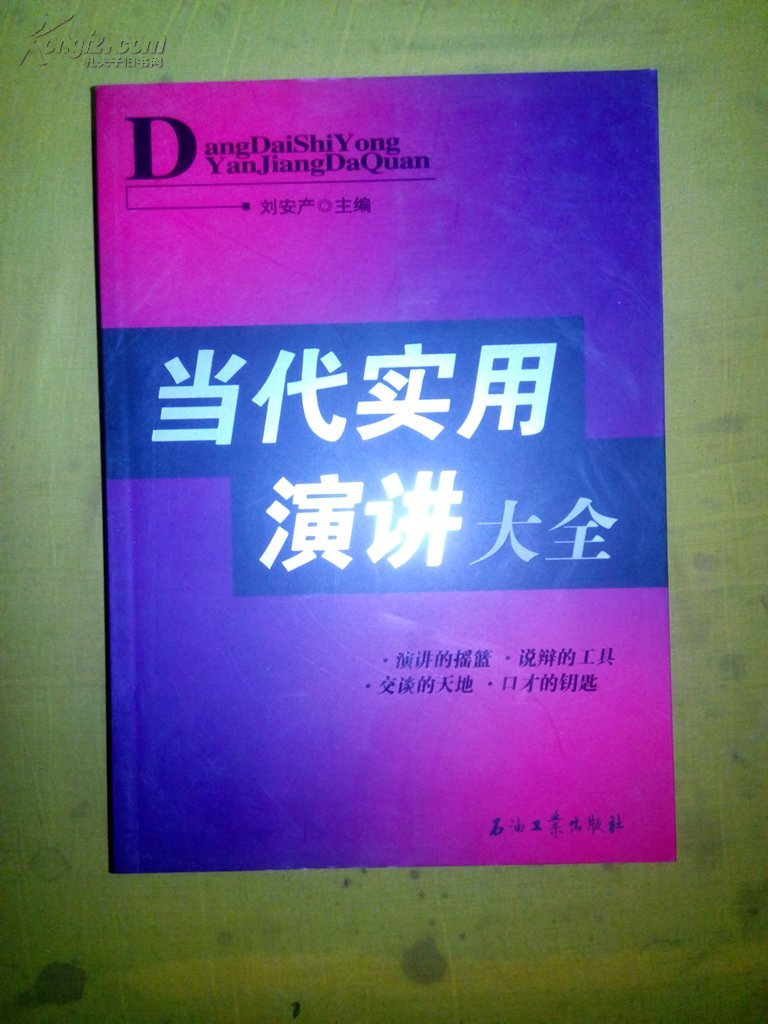 Kongfz.com
孔夫子旧书网
DangDaiShiYong
YanJiangDaQuan
刘安产◎主编
当代实用
演讲大全
·演讲的摇篮 ·说辩的工具
·交谈的天地 ·口才的钥匙
石油工业出版社